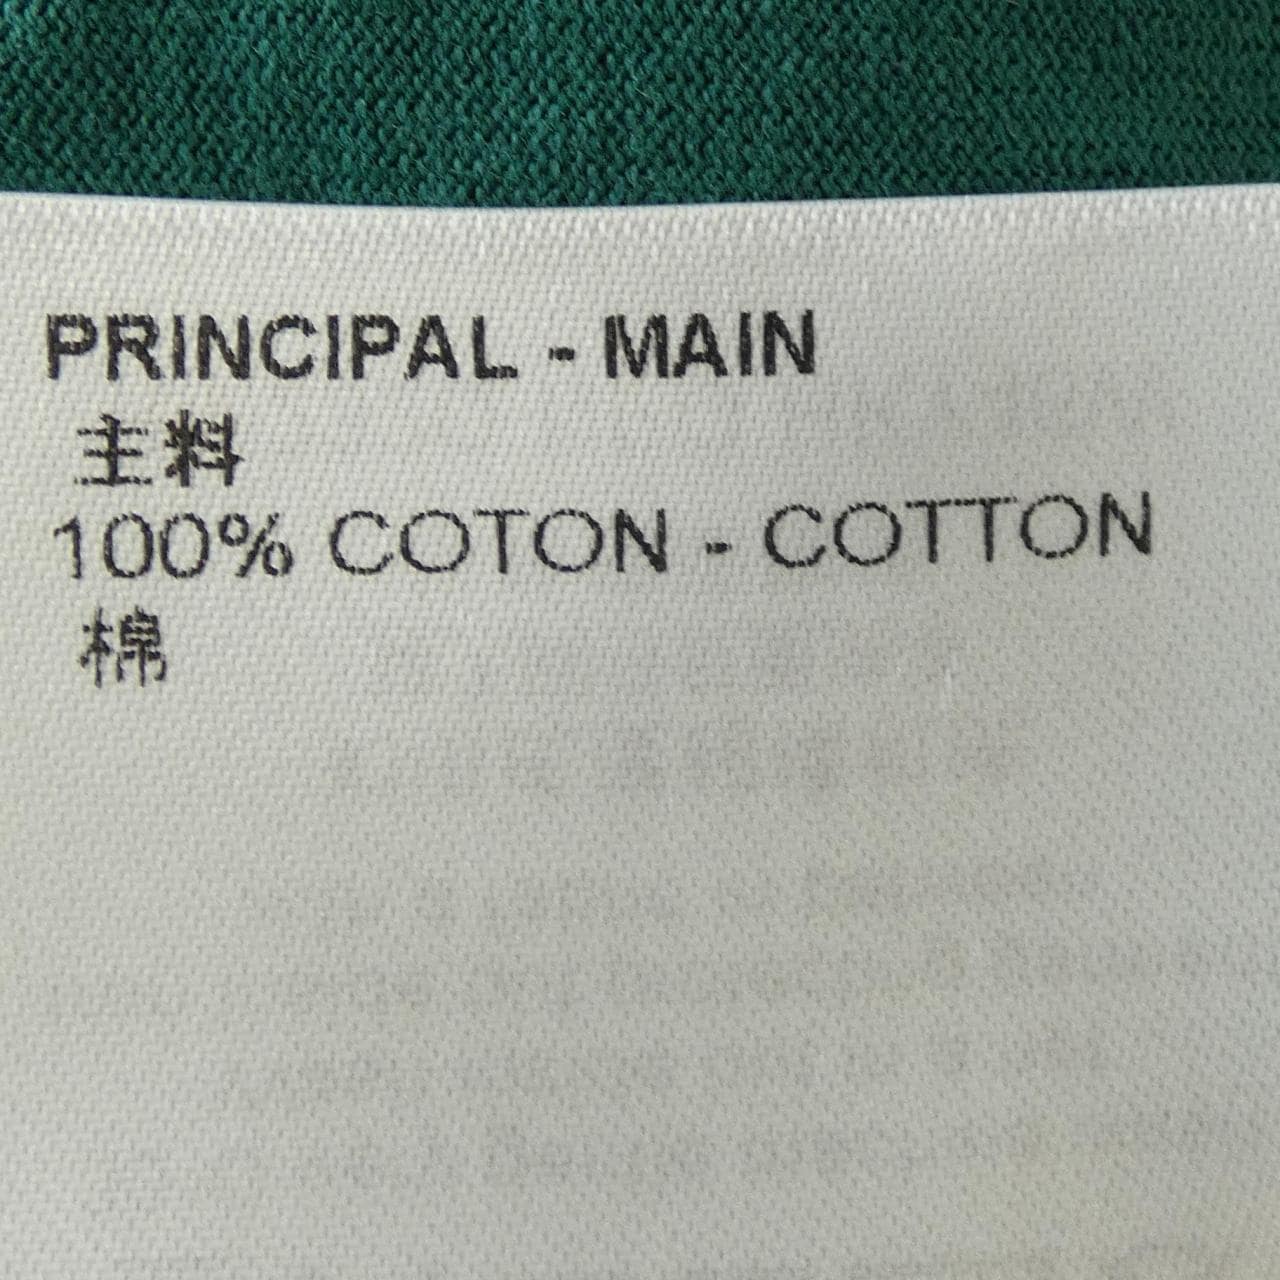 PRINCIPAL - MAIN
主料
100% COTON - COTTON
棉